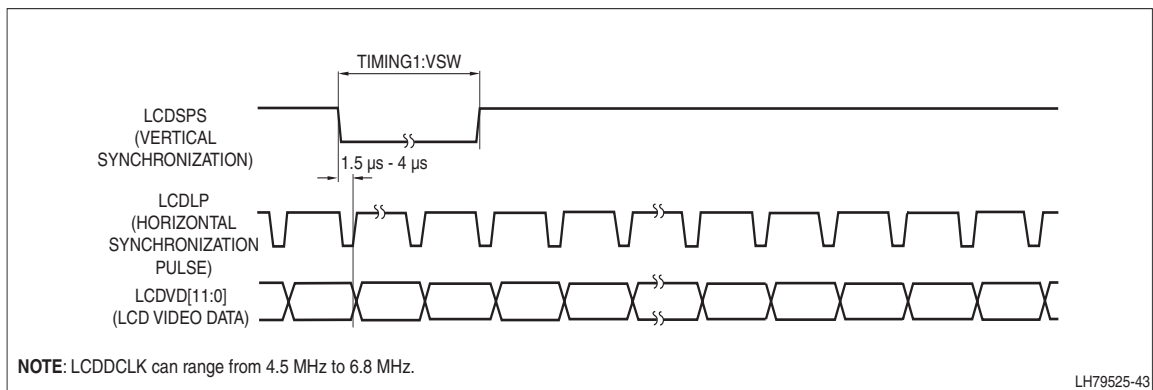 TIMING1:VSW
LCDSPS
(VERTICAL
SYNCHRONIZATION)
1.5 µs - 4 µs
LCDLP
(HORIZONTAL
SYNCHRONIZATION
PULSE)
LCDVD[11:0]
(LCD VIDEO DATA)
NOTE: LCDDCLK can range from 4.5 MHz to 6.8 MHz.
LH79525-43